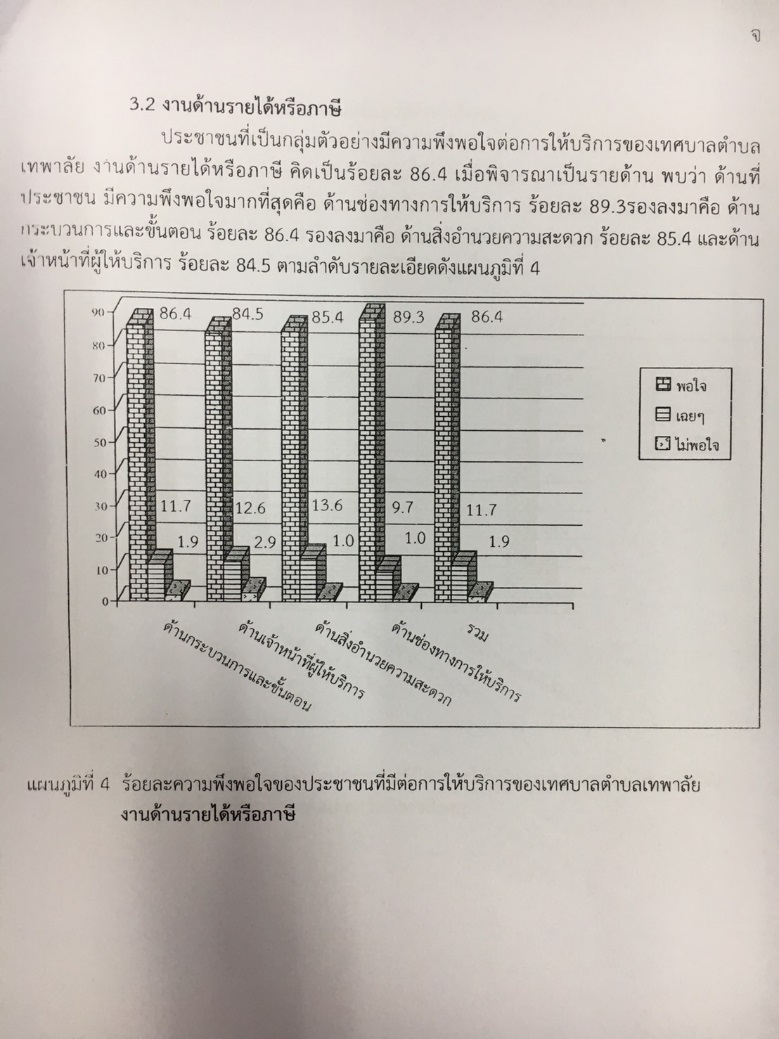 จ
3.2 งานด้านรายได้หรือภาษี
ประชาชนที่เป็นกลุ่มตัวอย่างมีความพึงพอใจต่อการให้บริการของเทศบาลตำบล
เทพาลัย งานด้านรายได้หรือภาษี คิดเป็นร้อยละ 86.4 เมื่อพิจารณาเป็นรายด้าน พบว่า ด้านที่
ประชาชน มีความพึงพอใจมากที่สุดคือ ด้านช่องทางการให้บริการ ร้อยละ 89.3รองลงมาคือ ด้าน
กระบวนการและขั้นตอน ร้อยละ 86.4 รองลงมาคือ ด้านสิ่งอำนวยความสะดวก ร้อยละ 85.4 และด้าน
เจ้าหน้าที่ผู้ให้บริการ ร้อยละ 84.5 ตามลำดับรายละเอียดดังแผนภูมิที่ 4
90
80
70
60
50
40
30
20
10
0
86.4 84.5 85.4 89.3 86.4
11.7 12.6 13.6 9.7 11.7
1.9 2.9 1.0 1.0 1.9
พอใจ
เฉยๆ
ไม่พอใจ
ด้านกระบวนการและขั้นตอน
ด้านเจ้าหน้าที่ผู้ให้บริการ
ด้านสิ่งอำนวยความสะดวก
ด้านช่องทางการให้บริการ
รวม
แผนภูมิที่ 4 ร้อยละความพึงพอใจของประชาชนที่มีต่อการให้บริการของเทศบาลตำบลเทพาลัย
งานด้านรายได้หรือภาษี